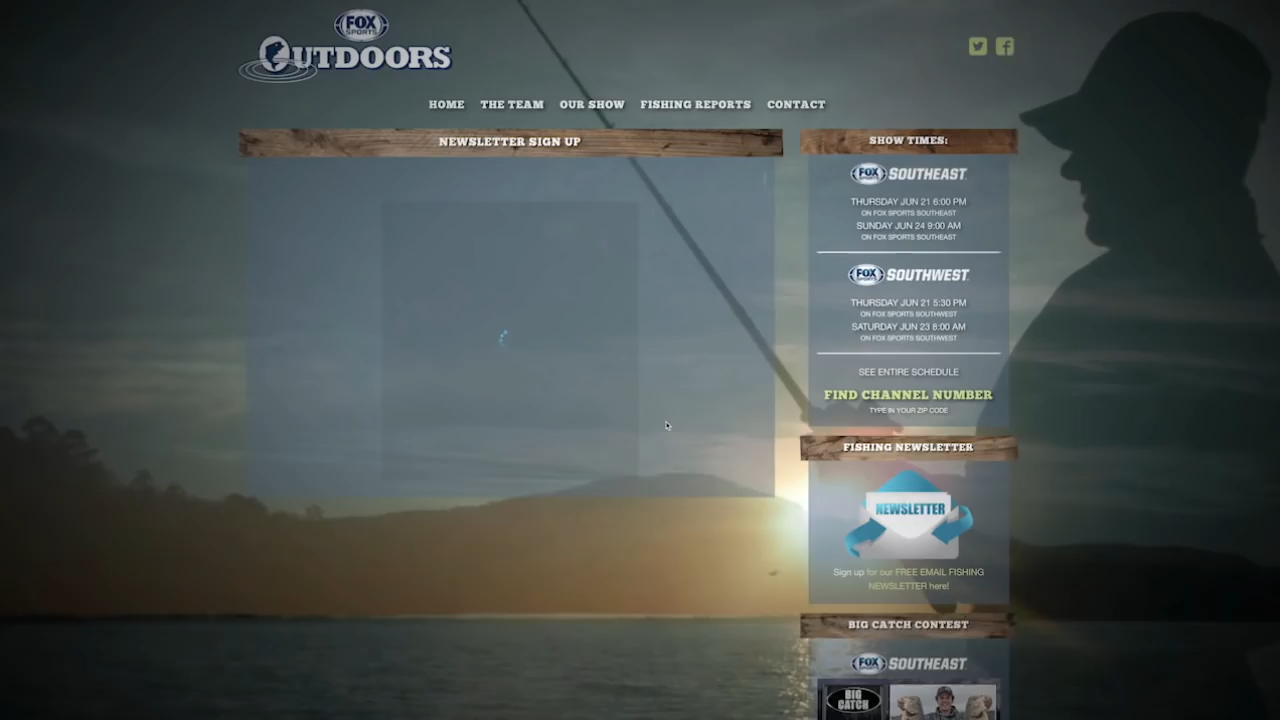 FOX
SPORTS
OUTDOORS
HOME THE TEAM OUR SHOW FISHING REPORTS CONTACT
NEWSLETTER SIGN UP
SHOW TIMES:
FOX SPORTS SOUTHEAST
THURSDAY JUN 21 6:00 PM
ON FOX SPORTS SOUTHEAST
SUNDAY JUN 24 9:00 AM
ON FOX SPORTS SOUTHEAST
FOX SPORTS SOUTHWEST
THURSDAY JUN 21 5:30 PM
ON FOX SPORTS SOUTHWEST
SATURDAY JUN 23 8:00 AM
ON FOX SPORTS SOUTHWEST
SEE ENTIRE SCHEDULE
FIND CHANNEL NUMBER
TYPE IN YOUR ZIP CODE
FISHING NEWSLETTER
NEWSLETTER
Sign up for our FREE EMAIL FISHING
NEWSLETTER here!
BIG CATCH CONTEST
FOX SPORTS SOUTHEAST
BIG
CATCH